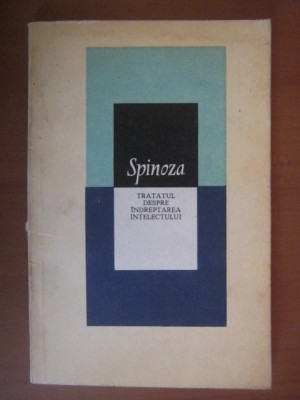 Spinoza
TRATATUL
DESPRE
ÎNDREPTAREA
INTELECTULUI